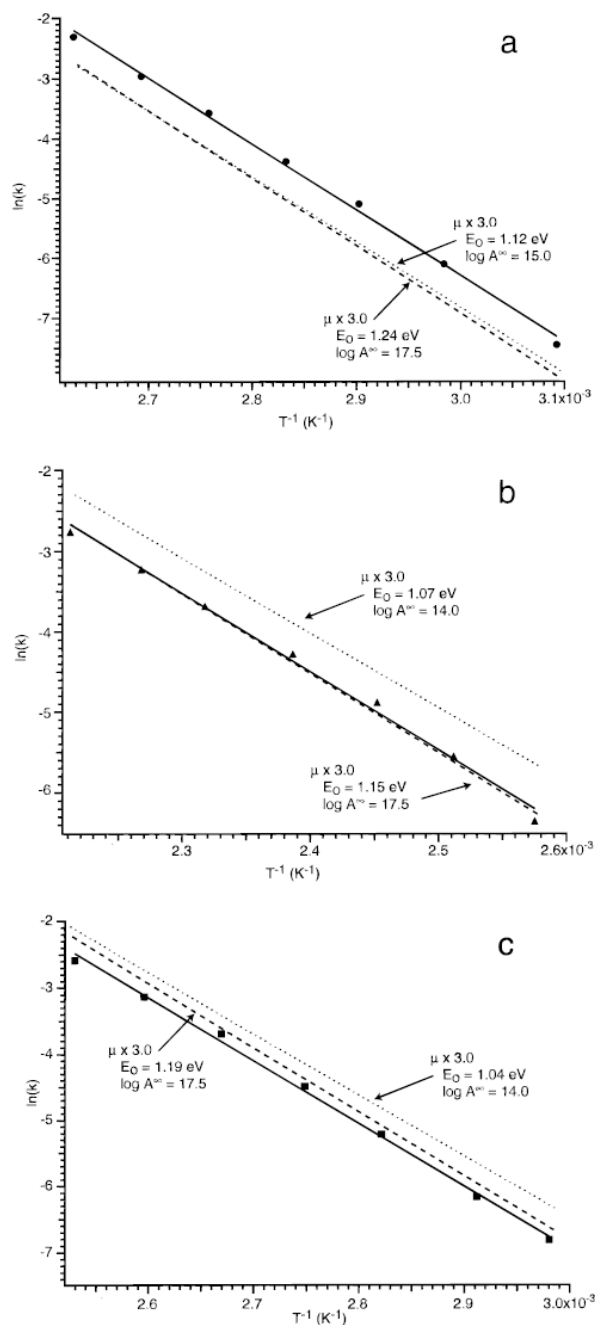 a
-2
-3
-4
-5
-6
-7
ln(k)
μ x 3.0
E₀ = 1.12 eV
log A∞ = 15.0
μ x 3.0
E₀ = 1.24 eV
log A∞ = 17.5
2.7 2.8 2.9 3.0 3.1x10⁻³
T⁻¹ (K⁻¹)
b
-2
-3
-4
-5
-6
ln(k)
μ x 3.0
E₀ = 1.07 eV
log A∞ = 14.0
μ x 3.0
E₀ = 1.15 eV
log A∞ = 17.5
2.3 2.4 2.5 2.6x10⁻³
T⁻¹ (K⁻¹)
c
-2
-3
-4
-5
-6
-7
ln(k)
μ x 3.0
E₀ = 1.19 eV
log A∞ = 17.5
μ x 3.0
E₀ = 1.04 eV
log A∞ = 14.0
2.6 2.7 2.8 2.9 3.0x10⁻³
T⁻¹ (K⁻¹)